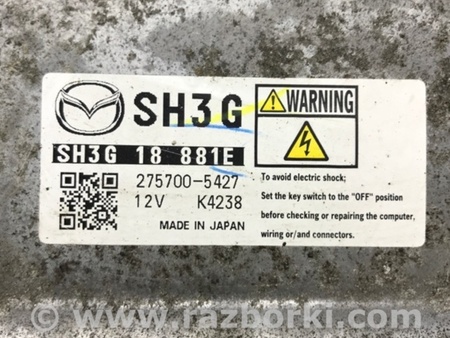 SH3G
WARNING
SH3G 18 881E
275700-5427
12V K4238
MADE IN JAPAN
To avoid electric shock;
Set the key switch to the "OFF" position
before checking or repairing the computer,
wiring or/and connectors.
www.razborki.com